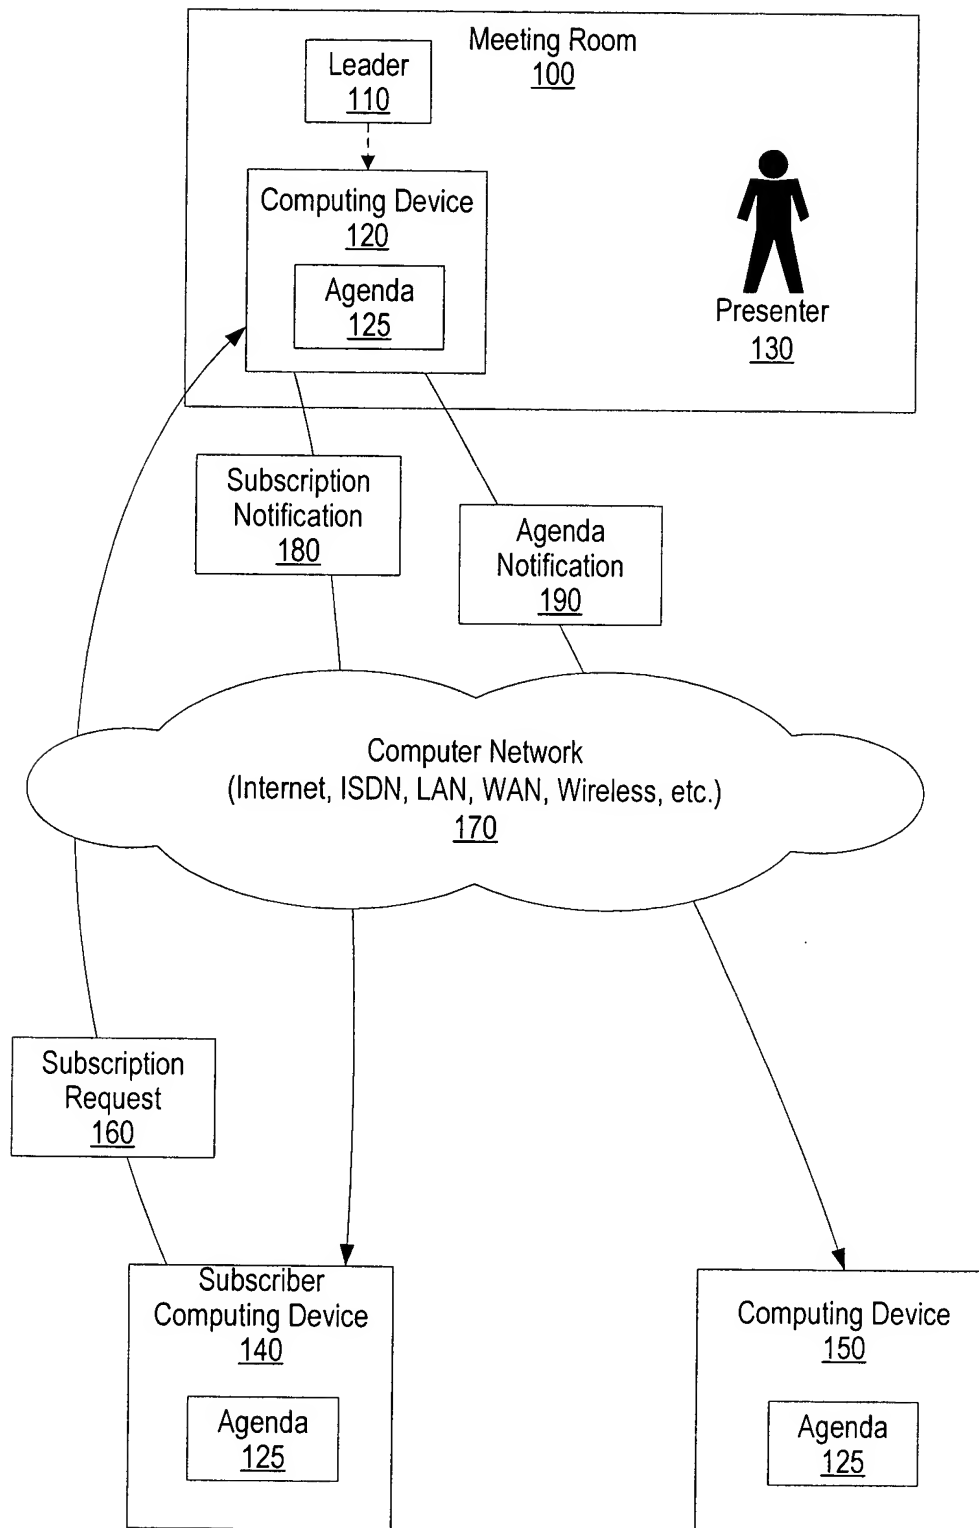 Meeting Room
100
Leader
110
Computing Device
120
Agenda
125
Presenter
130
Subscription
Notification
180
Agenda
Notification
190
Computer Network
(Internet, ISDN, LAN, WAN, Wireless, etc.)
170
Subscription
Request
160
Subscriber
Computing Device
140
Agenda
125
Computing Device
150
Agenda
125